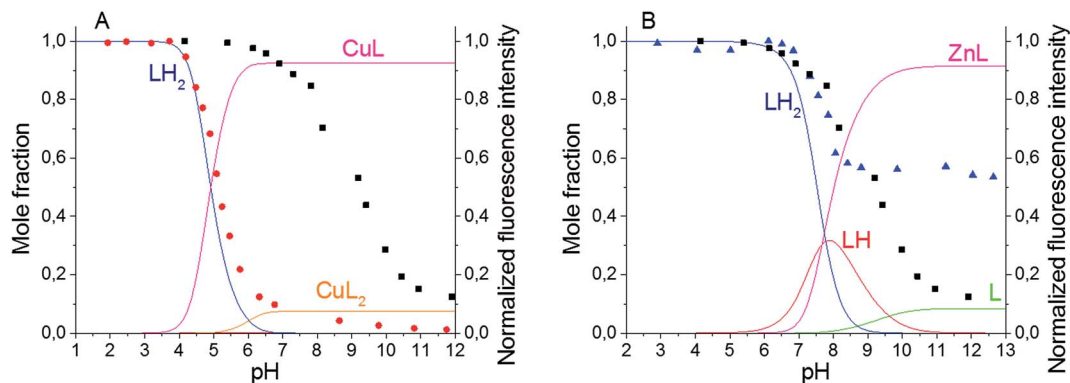 A
B
Mole fraction
1,0
0,8
0,6
0,4
0,2
0,0
LH2
CuL
CuL2
1,0
0,8
0,6
0,4
0,2
0,0
Normalized fluorescence intensity
1 2 3 4 5 6 7 8 9 10 11 12
pH
Mole fraction
1,0
0,8
0,6
0,4
0,2
0,0
LH2
ZnL
LH
L
1,0
0,8
0,6
0,4
0,2
0,0
Normalized fluorescence intensity
2 3 4 5 6 7 8 9 10 11 12 13
pH